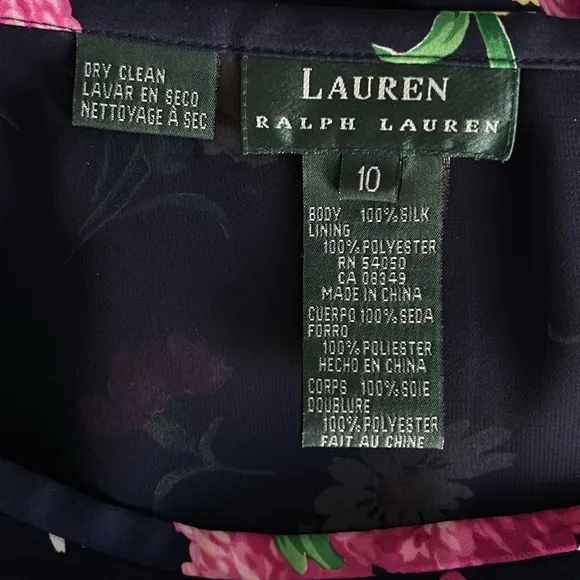 DRY CLEAN
LAVAR EN SECO
NETTOYAGE À SEC
LAUREN
RALPH LAUREN
10
BODY 100% SILK
LINING
100% POLYESTER
RN 54050
CA 08349
MADE IN CHINA
CUERPO 100% SEDA
FORRO
100% POLIESTER
HECHO EN CHINA
CORPS 100% SOIE
DOUBLURE
100% POLYESTER
FAIT AU CHINE